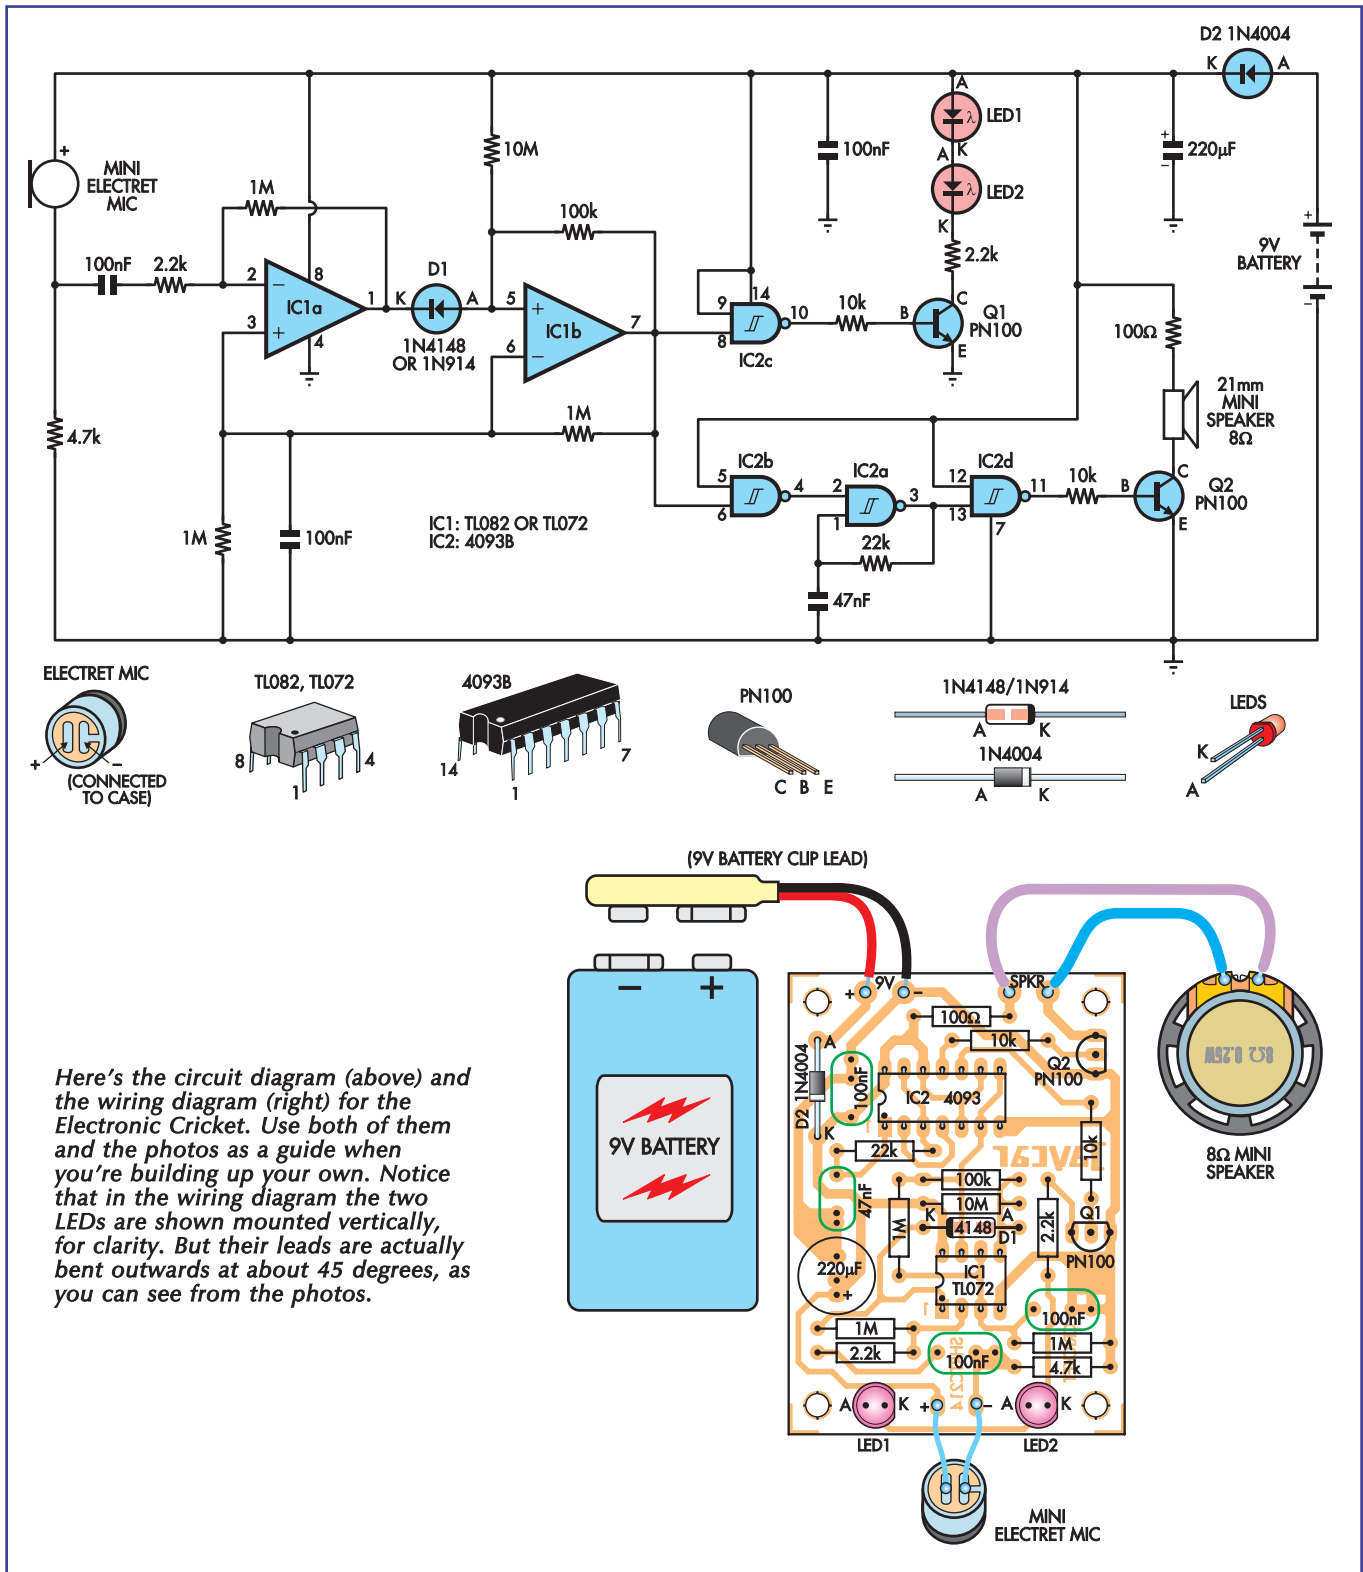 D2 1N4004
K
A
+
MINI
ELECTRET
MIC
1M
10M
100k
100nF
A
LED1
K
A
LED2
K
2.2k
+
220µF
–
+
9V
BATTERY
–
100nF
2.2k
2
–
8
IC1a
1
3
+
4
D1
K
A
1N4148
OR 1N914
5
+
IC1b
7
6
–
14
9
10
8
IC2c
10k
B
C
Q1
PN100
E
100Ω
21mm
MINI
SPEAKER
8Ω
4.7k
1M
1M
100nF
IC1: TL082 OR TL072
IC2: 4093B
IC2b
5
4
6
IC2a
2
3
1
22k
47nF
IC2d
12
11
13
7
10k
B
C
Q2
PN100
E
ELECTRET MIC
+
–
(CONNECTED
TO CASE)
TL082, TL072
8
4
1
4093B
14
7
1
PN100
C B E
1N4148/1N914
A
K
1N4004
A
K
LEDS
K
A
(9V BATTERY CLIP LEAD)
–
+
9V BATTERY
+
9V
–
SPKR
100Ω
10k
Q2
PN100
A
D2 1N4004
K
100nF
IC2 4093
22k
47nF
100k
10M
K
A
4148
D1
1M
2.2k
10k
Q1
PN100
220µF
+
IC1
TL072
100nF
1M
2.2k
100nF
1M
4.7k
A
K
+
–
A
K
LED1
LED2
8Ω 0.25W
8Ω MINI
SPEAKER
MINI
ELECTRET MIC
Here's the circuit diagram (above) and
the wiring diagram (right) for the
Electronic Cricket. Use both of them
and the photos as a guide when
you're building up your own. Notice
that in the wiring diagram the two
LEDs are shown mounted vertically,
for clarity. But their leads are actually
bent outwards at about 45 degrees, as
you can see from the photos.